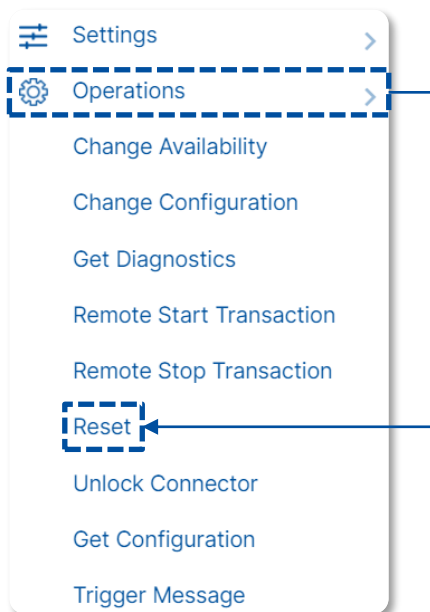 Settings
Operations
Change Availability
Change Configuration
Get Diagnostics
Remote Start Transaction
Remote Stop Transaction
Reset
Unlock Connector
Get Configuration
Trigger Message